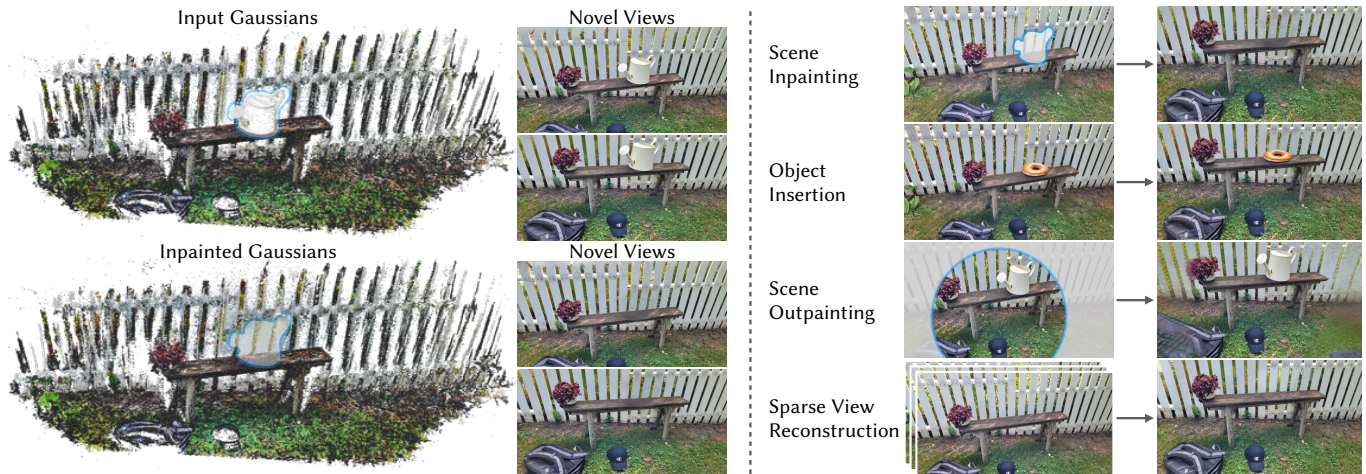 Input Gaussians
Novel Views
Inpainted Gaussians
Novel Views
Scene
Inpainting
Object
Insertion
Scene
Outpainting
Sparse View
Reconstruction